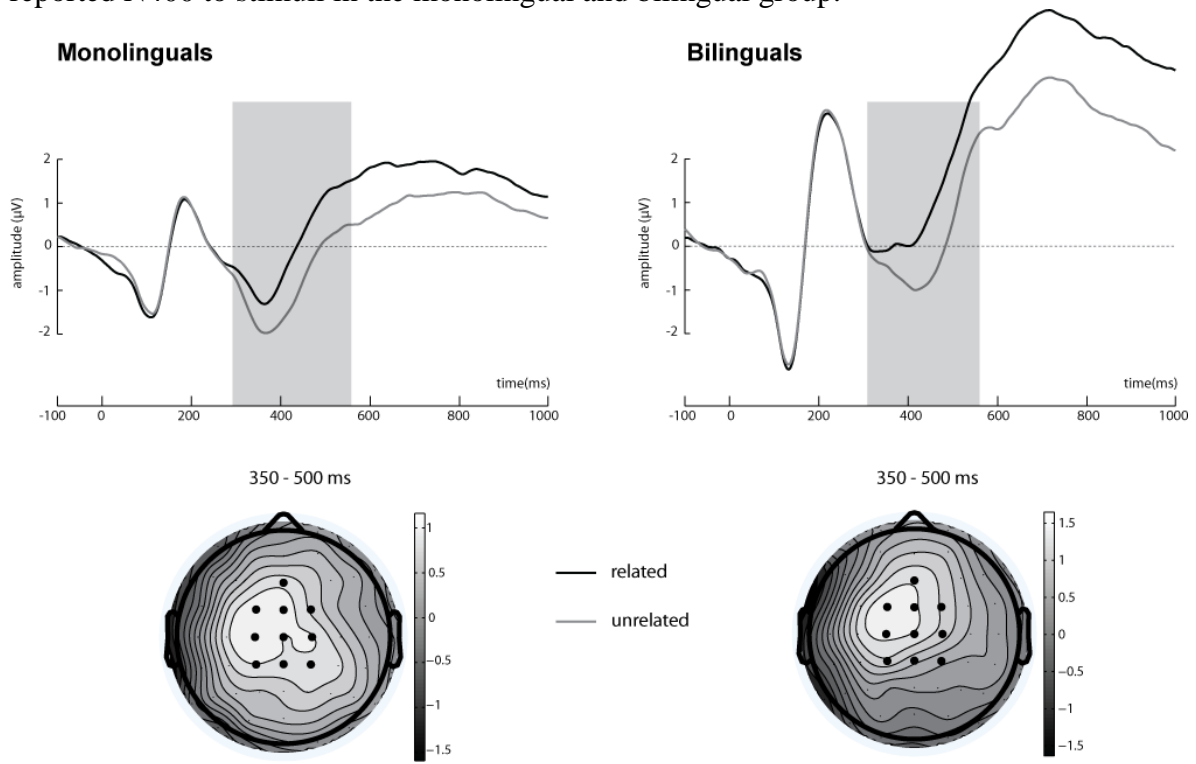 reported N400 to stimuli in the monolingual and bilingual group.
Monolinguals
2
1
0
-1
-2
amplitude (µV)
time(ms)
-100 0 200 400 600 800 1000
Bilinguals
2
1
0
-1
-2
amplitude (µV)
time(ms)
-100 0 200 400 600 800 1000
350 - 500 ms
1
0.5
0
−0.5
−1
−1.5
related
unrelated
350 - 500 ms
1.5
1
0.5
0
−0.5
−1
−1.5